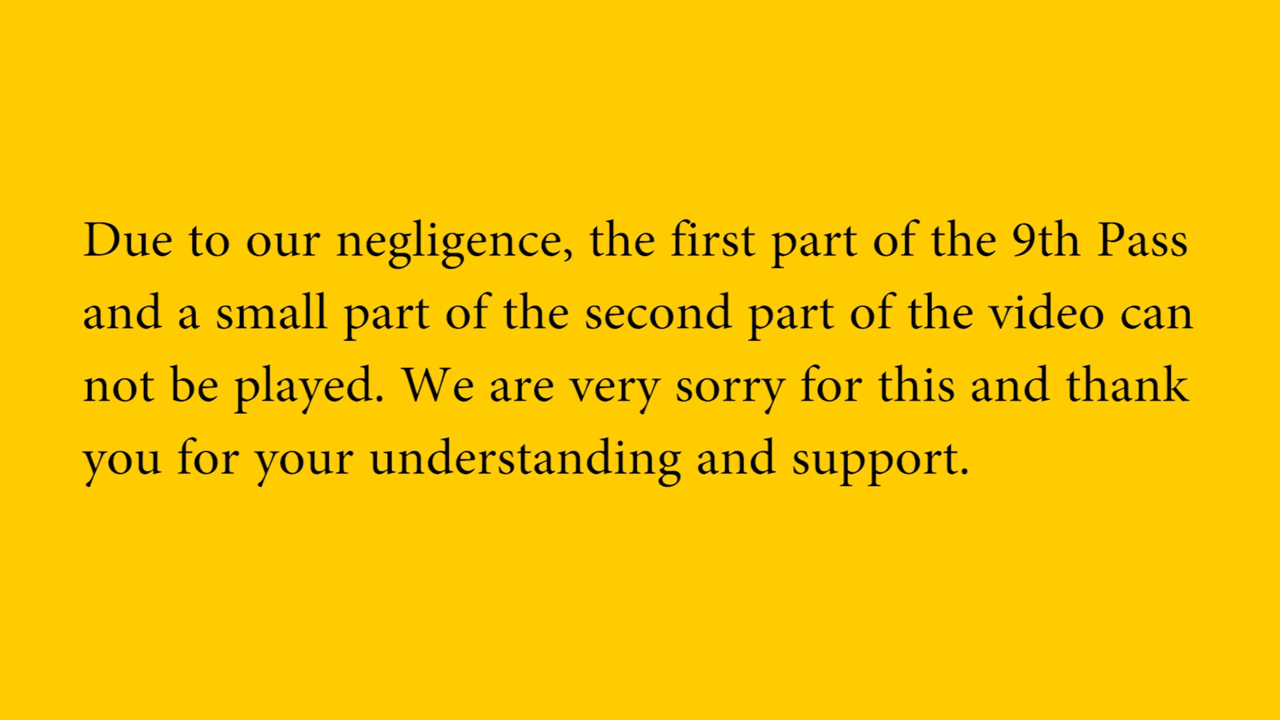 Due to our negligence, the first part of the 9th Pass
and a small part of the second part of the video can
not be played. We are very sorry for this and thank
you for your understanding and support.